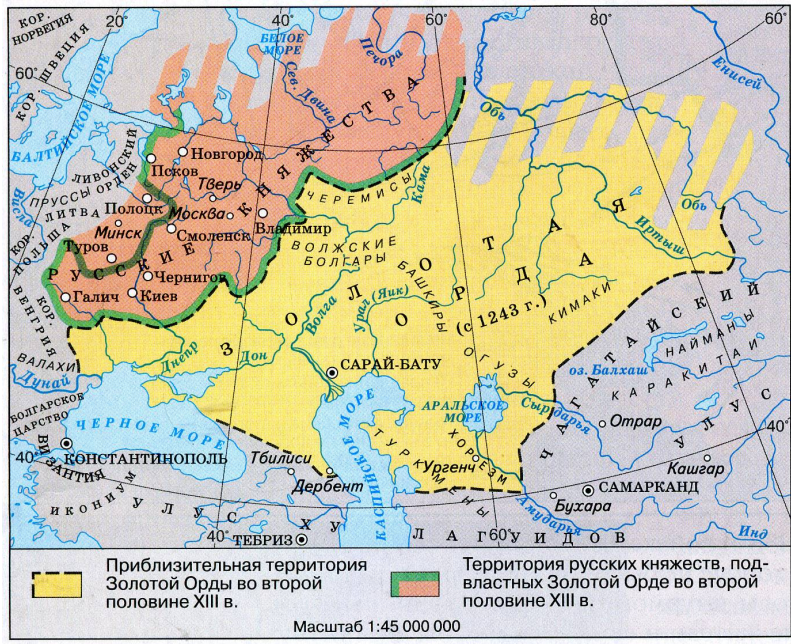 20°
40°
60°
80°
60°
КОР.
НОРВЕГИЯ
КОР. ШВЕЦИЯ
60°
БЕЛОЕ
МОРЕ
Печора
Сев. Двина
Обь
Енисей
БАЛТИЙСКОЕ МОРЕ
Новгород
Псков
ЛИВОНСКИЙ
ОРДЕН
ПРУССЫ
ЛИТВА
Висла
Полоцк
Тверь
Москва
Минск
Смоленск
Владимир
Туров
РУССКИЕ КНЯЖЕСТВА
Чернигов
Галич
Киев
КОР.
ПОЛЬША
КОР.
ВЕНГРИЯ
ЧЕРЕМИСЫ
Кама
ВОЛЖСКИЕ
БОЛГАРЫ
БАШКИРЫ
Обь
Иртыш
ЗОЛОТАЯ
ОРДА
(с 1243 г.)
КИМАКИ
Волга
Урал (Яик)
ОГУЗЫ
Днепр
Дон
САРАЙ-БАТУ
ВАЛАХИ
Дунай
БОЛГАРСКОЕ
ЦАРСТВО
ЧЕРНОЕ МОРЕ
КАСПИЙСКОЕ МОРЕ
АРАЛЬСКОЕ
МОРЕ
Сырдарья
оз. Балхаш
НАЙМАНЫ
КАРАКИТАИ
ЧАГАТАЙСКИЙ
УЛУС
Отрар
ВИЗАНТИЯ
КОНСТАНТИНОПОЛЬ
40°
Тбилиси
Дербент
ТУРКМЕНЫ
ХОРЕЗМ
Ургенч
Кашгар
САМАРКАНД
Бухара
40°
ИКОНИУМ
УЛУС ХУЛАГУИДОВ
ТЕБРИЗ
40°
60°
Амударья
Инд
Приблизительная территория
Золотой Орды во второй
половине XIII в.
Территория русских княжеств, под-
властных Золотой Орде во второй
половине XIII в.
Масштаб 1:45 000 000